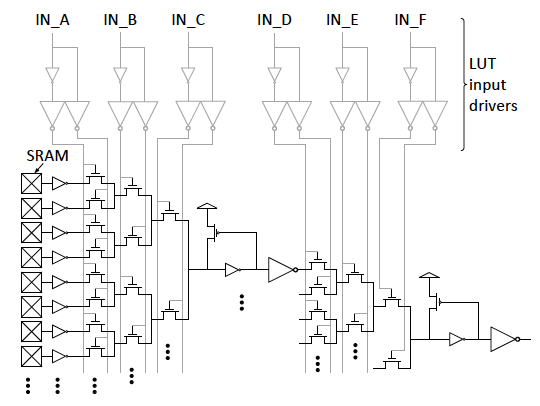 IN_A IN_B IN_C IN_D IN_E IN_F
LUT
input
drivers
SRAM